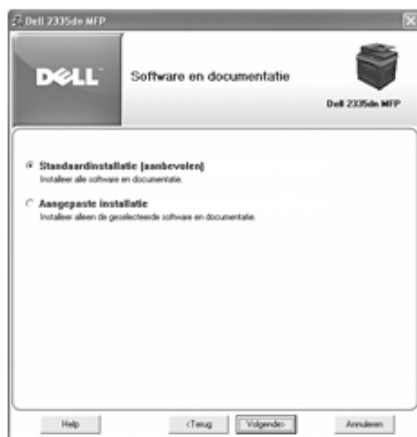 Dell 2335dn MFP
DELL
Software en documentatie
Dell 2335dn MFP
Standaardinstallatie (aanbevolen)
Installeer alle software en documentatie.
Aangepaste installatie
Installeer alleen de geselecteerde software en documentatie.
Help
<Terug
Volgende>
Annuleren